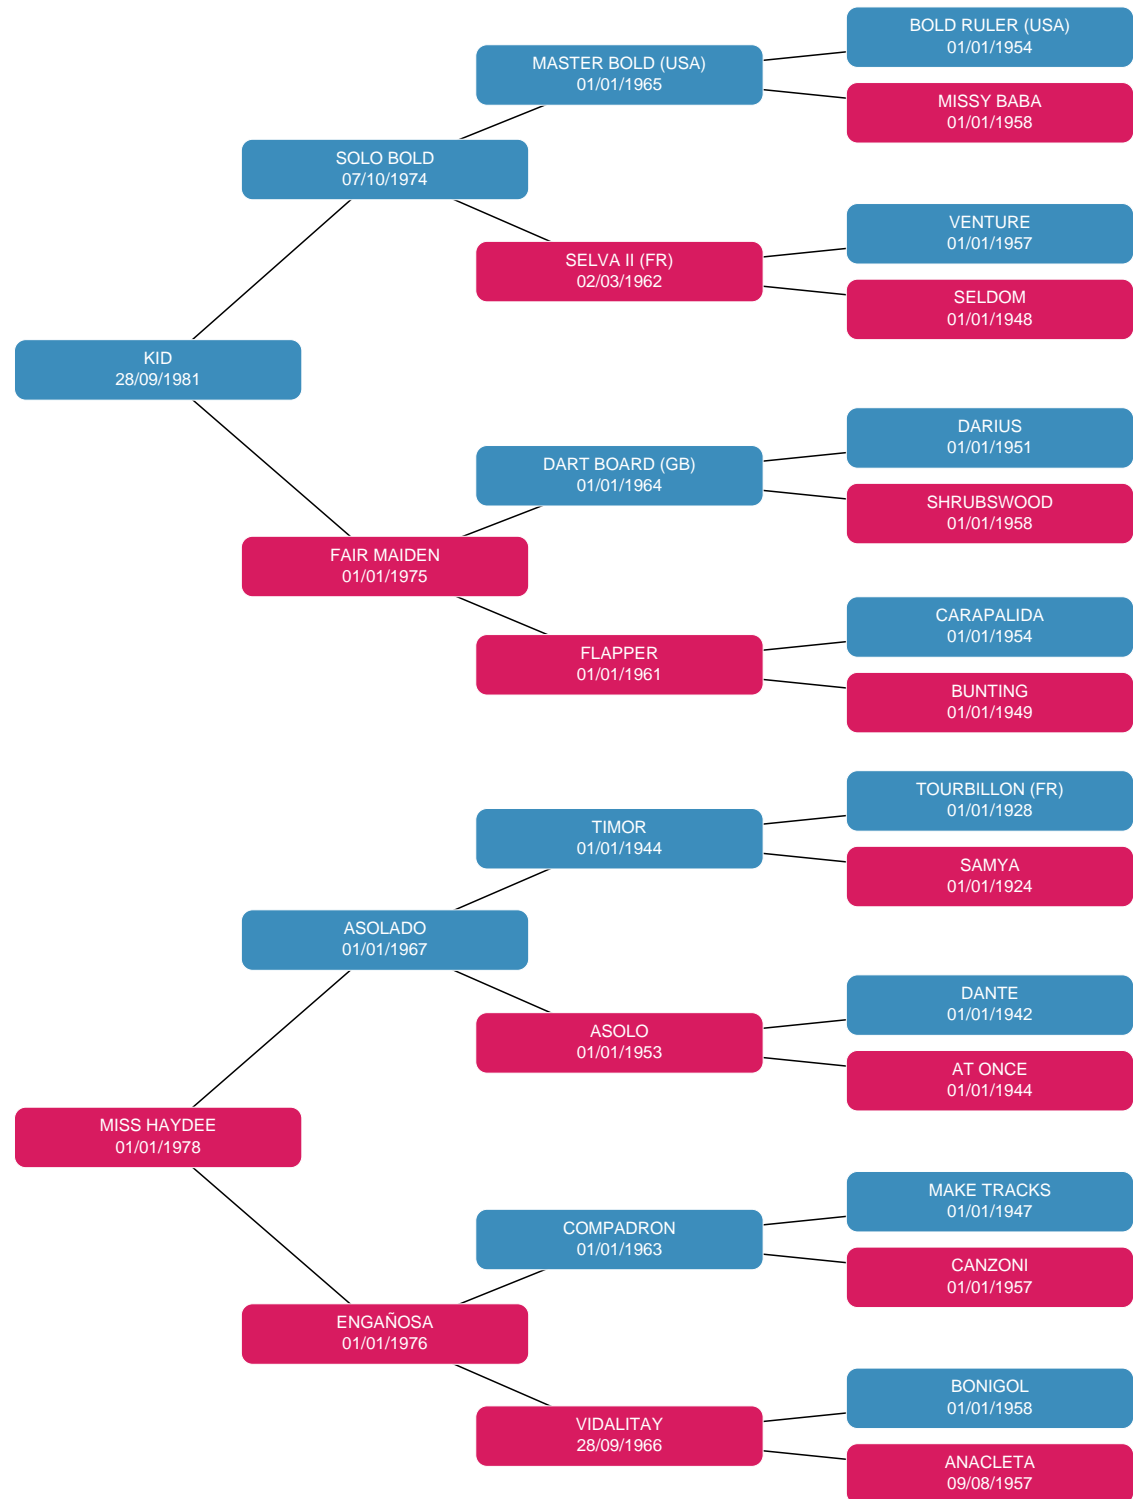 BOLD RULER (USA)
01/01/1954
MASTER BOLD (USA)
01/01/1965
MISSY BABA
01/01/1958
SOLO BOLD
07/10/1974
VENTURE
01/01/1957
SELVA II (FR)
02/03/1962
SELDOM
01/01/1948
KID
28/09/1981
DARIUS
01/01/1951
DART BOARD (GB)
01/01/1964
SHRUBSWOOD
01/01/1958
FAIR MAIDEN
01/01/1975
CARAPALIDA
01/01/1954
FLAPPER
01/01/1961
BUNTING
01/01/1949
TOURBILLON (FR)
01/01/1928
TIMOR
01/01/1944
SAMYA
01/01/1924
ASOLADO
01/01/1967
DANTE
01/01/1942
ASOLO
01/01/1953
AT ONCE
01/01/1944
MISS HAYDEE
01/01/1978
MAKE TRACKS
01/01/1947
COMPADRON
01/01/1963
CANZONI
01/01/1957
ENGAÑOSA
01/01/1976
BONIGOL
01/01/1958
VIDALITAY
28/09/1966
ANACLETA
09/08/1957